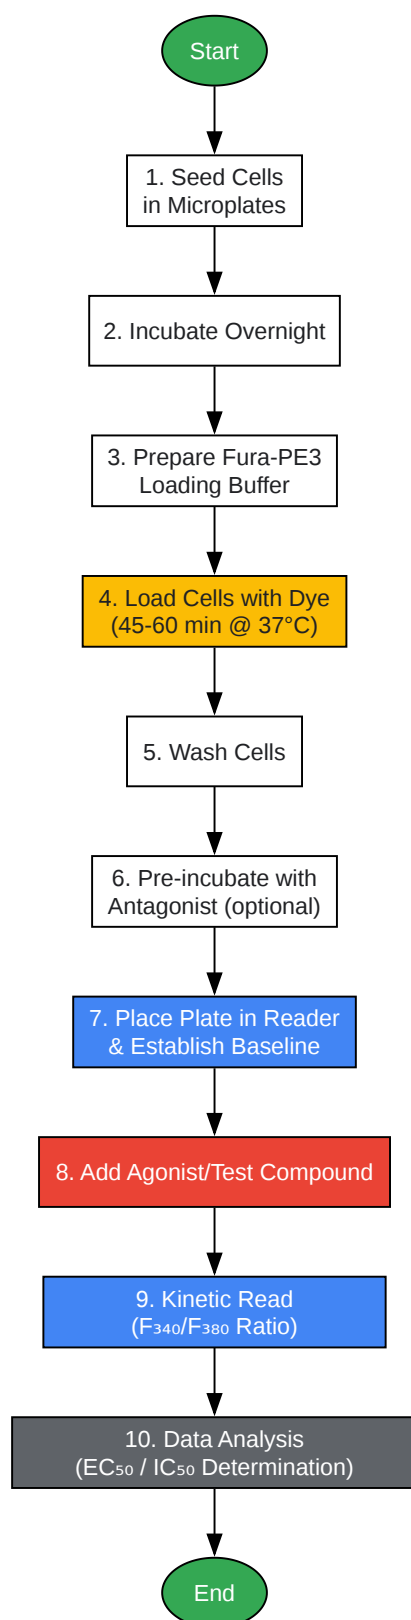 Start
1. Seed Cells
in Microplates
2. Incubate Overnight
3. Prepare Fura-PE3
Loading Buffer
4. Load Cells with Dye
(45-60 min @ 37°C)
5. Wash Cells
6. Pre-incubate with
Antagonist (optional)
7. Place Plate in Reader
& Establish Baseline
8. Add Agonist/Test Compound
9. Kinetic Read
(F₃₄₀/F₃₈₀ Ratio)
10. Data Analysis
(EC₅₀ / IC₅₀ Determination)
End